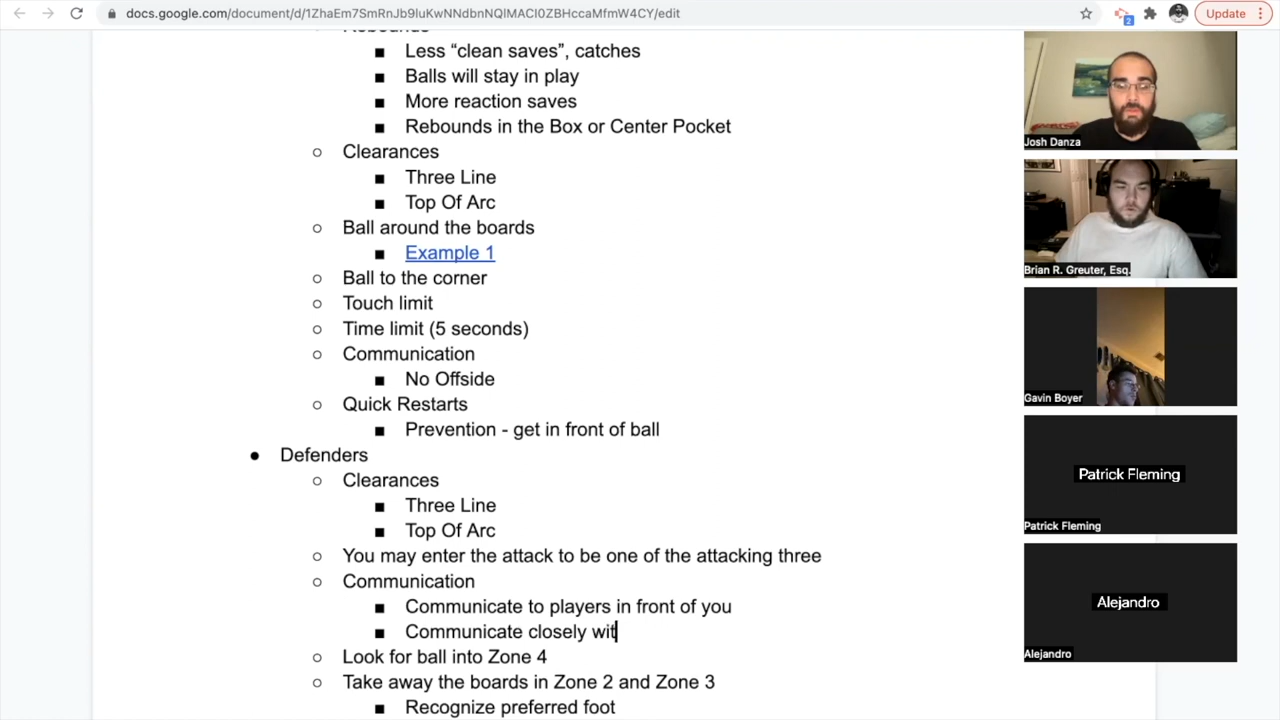 docs.google.com/document/d/1ZhaEm7SmRnJb9luKwNNdbnNQlMACI0ZBHccaMfmW4CY/edit
2
Update
Rebounds
■ Less “clean saves”, catches
■ Balls will stay in play
■ More reaction saves
■ Rebounds in the Box or Center Pocket
○ Clearances
■ Three Line
■ Top Of Arc
○ Ball around the boards
■ Example 1
○ Ball to the corner
○ Touch limit
○ Time limit (5 seconds)
○ Communication
■ No Offside
○ Quick Restarts
■ Prevention - get in front of ball
● Defenders
○ Clearances
■ Three Line
■ Top Of Arc
○ You may enter the attack to be one of the attacking three
○ Communication
■ Communicate to players in front of you
■ Communicate closely wit
○ Look for ball into Zone 4
○ Take away the boards in Zone 2 and Zone 3
■ Recognize preferred foot
Josh Danza
Brian R. Greuter, Esq.
Gavin Boyer
Patrick Fleming
Patrick Fleming
Alejandro
Alejandro